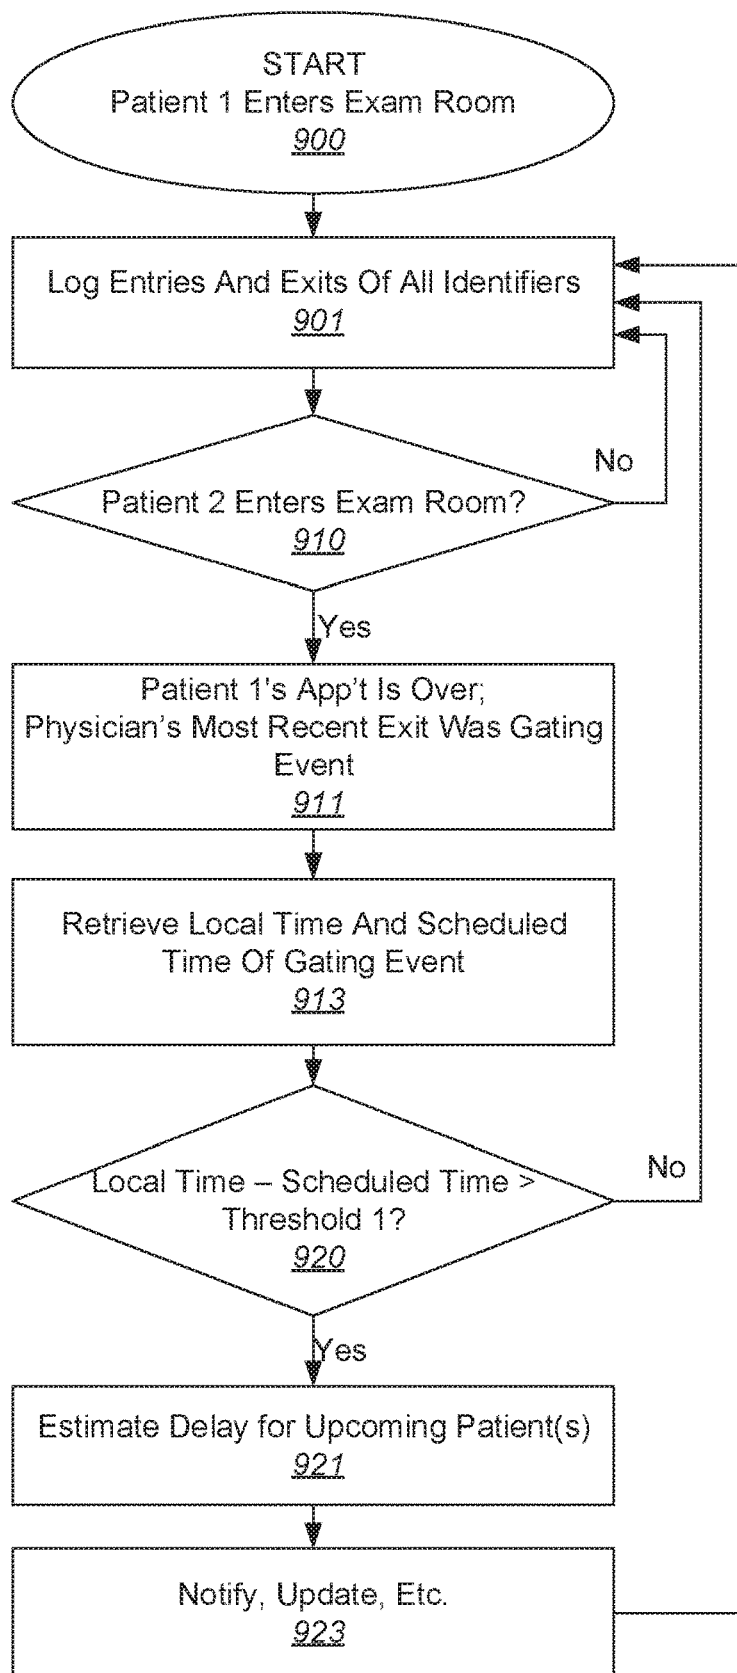 START
Patient 1 Enters Exam Room
900
Log Entries And Exits Of All Identifiers
901
No
Patient 2 Enters Exam Room?
910
Yes
Patient 1's App't Is Over;
Physician's Most Recent Exit Was Gating
Event
911
Retrieve Local Time And Scheduled
Time Of Gating Event
913
No
Local Time – Scheduled Time >
Threshold 1?
920
Yes
Estimate Delay for Upcoming Patient(s)
921
Notify, Update, Etc.
923